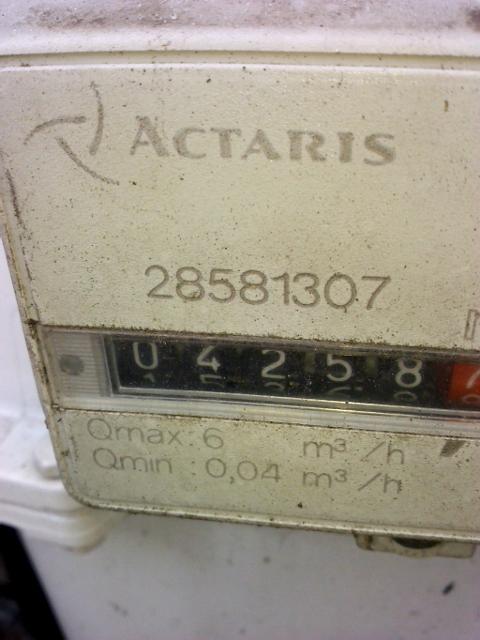 ACTARIS
28581307
0 4 2 5 8
Qmax : 6 m³ /h
Qmin : 0,04 m³ /h